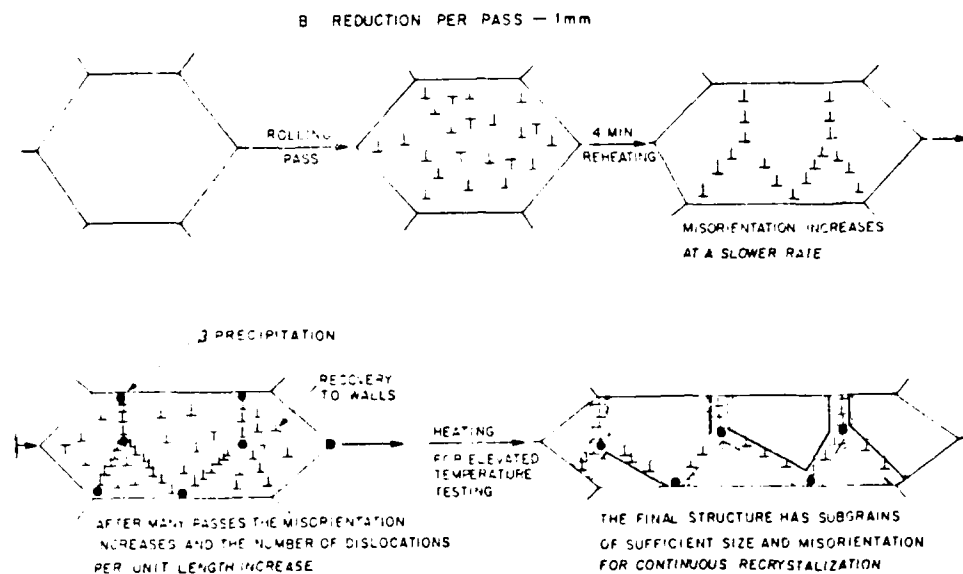 B REDUCTION PER PASS — 1mm
ROLLING
PASS
4 MIN
REHEATING
MISORIENTATION INCREASES
AT A SLOWER RATE
β PRECIPITATION
RECOVERY
TO WALLS
HEATING
FOR ELEVATED
TEMPERATURE
TESTING
AFTER MANY PASSES THE MISORIENTATION
INCREASES AND THE NUMBER OF DISLOCATIONS
PER UNIT LENGTH INCREASE
THE FINAL STRUCTURE HAS SUBGRAINS
OF SUFFICIENT SIZE AND MISORIENTATION
FOR CONTINUOUS RECRYSTALIZATION